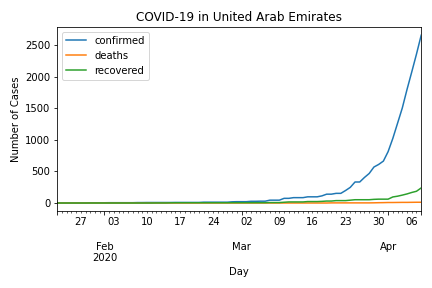 COVID-19 in United Arab Emirates
confirmed
deaths
recovered
Number of Cases
2500
2000
1500
1000
500
0
27 03 10 17 24 02 09 16 23 30 06
Feb Mar Apr
2020
Day